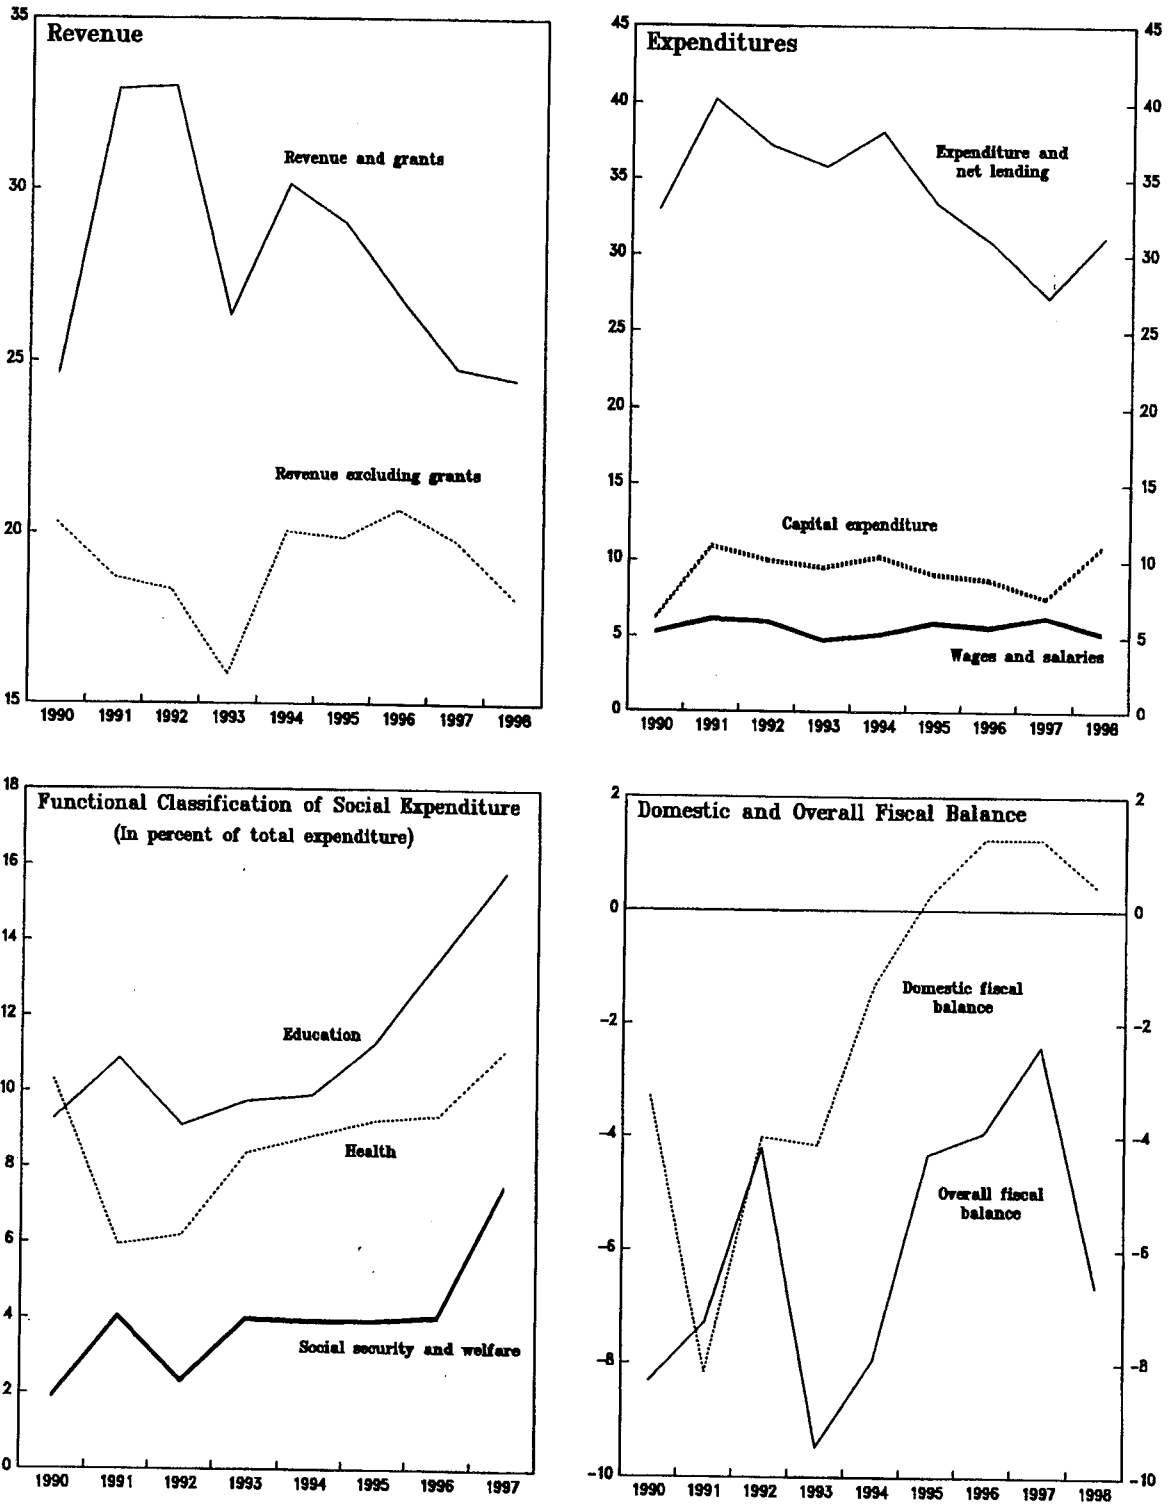 Revenue
35
30
25
20
15
Revenue and grants
Revenue excluding grants
1990 1991 1992 1993 1994 1995 1996 1997 1998
Expenditures
45
40
35
30
25
20
15
10
5
0
45
40
35
30
25
20
15
10
5
0
Expenditure and
net lending
Capital expenditure
Wages and salaries
1990 1991 1992 1993 1994 1995 1996 1997 1998
Functional Classification of Social Expenditure
(In percent of total expenditure)
18
16
14
12
10
8
6
4
2
0
Education
Health
Social security and welfare
1990 1991 1992 1993 1994 1995 1996 1997
Domestic and Overall Fiscal Balance
2
0
-2
-4
-6
-8
-10
2
0
-2
-4
-6
-8
-10
Domestic fiscal
balance
Overall fiscal
balance
1990 1991 1992 1993 1994 1995 1996 1997 1998